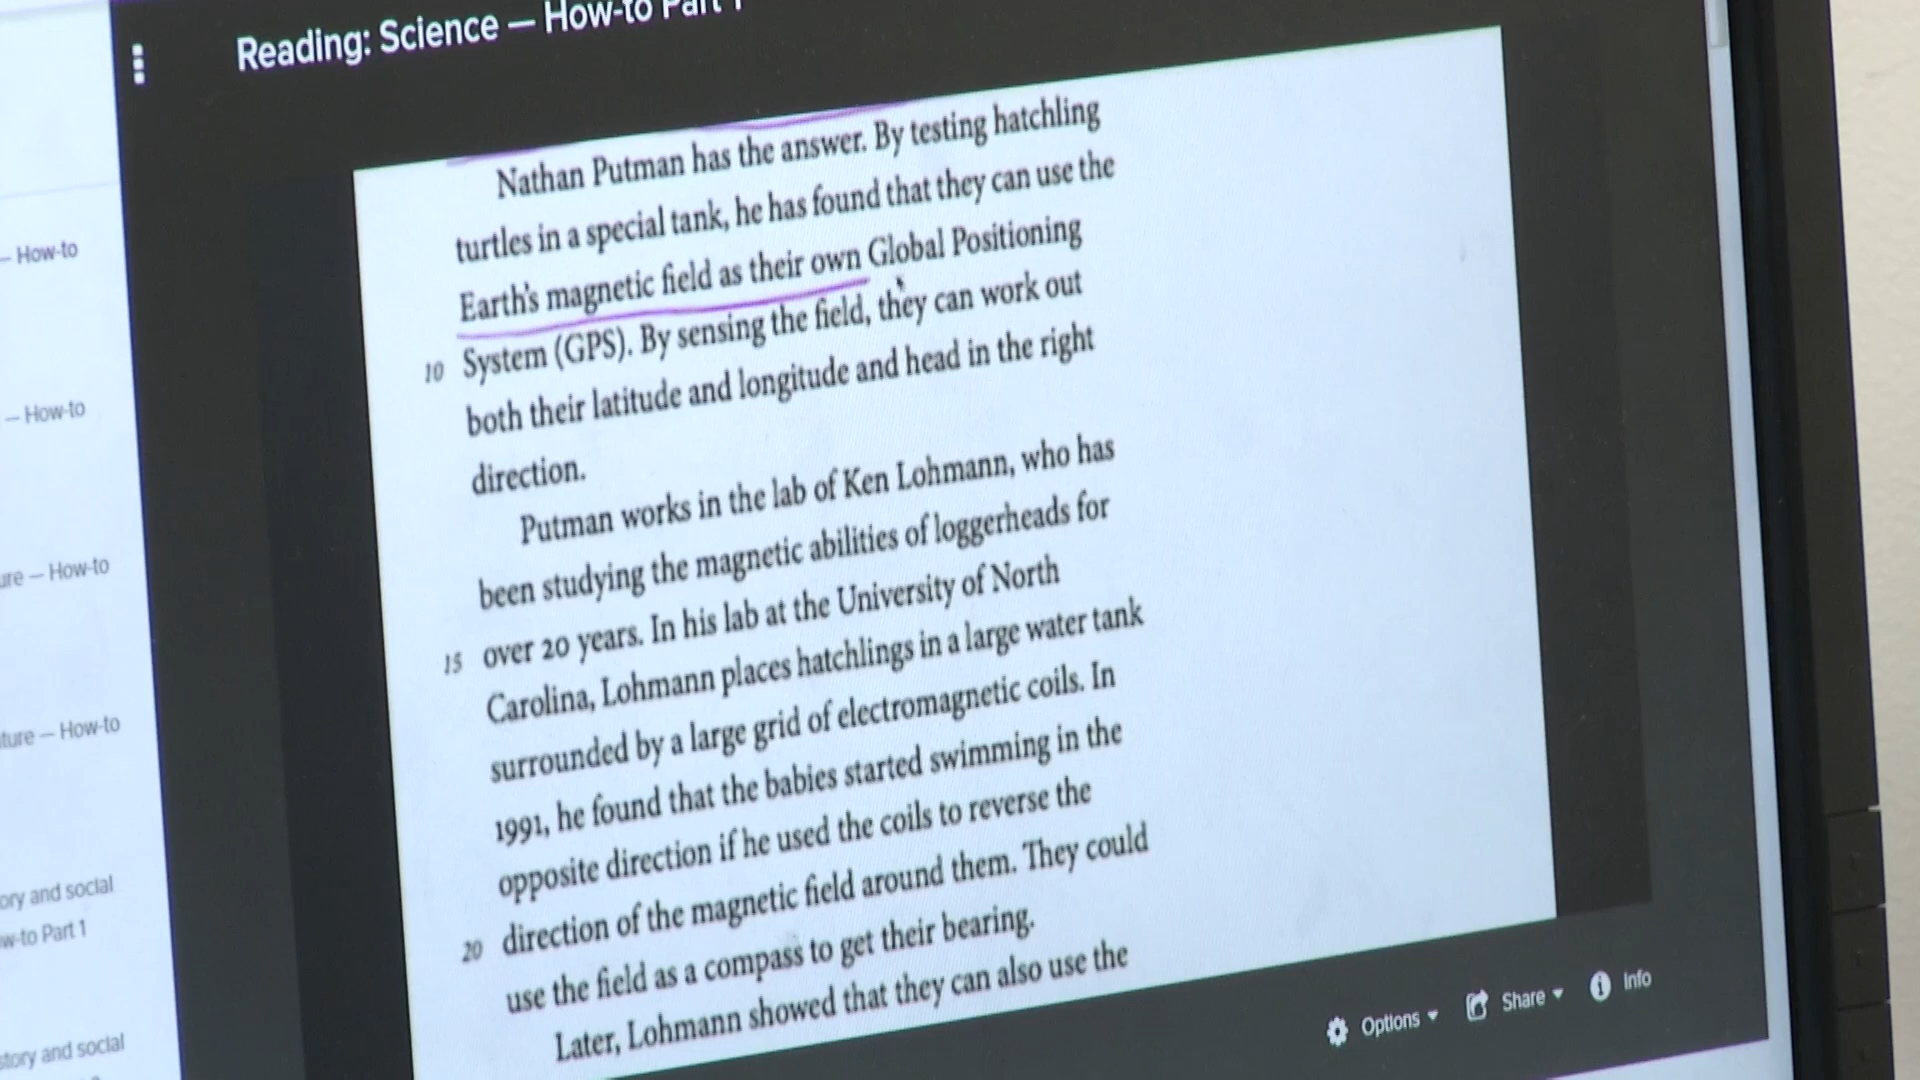 Reading: Science — How-to Part 1
Nathan Putman has the answer. By testing hatchling
turtles in a special tank, he has found that they can use the
Earth's magnetic field as their own Global Positioning
10 System (GPS). By sensing the field, they can work out
both their latitude and longitude and head in the right
direction.
Putman works in the lab of Ken Lohmann, who has
been studying the magnetic abilities of loggerheads for
15 over 20 years. In his lab at the University of North
Carolina, Lohmann places hatchlings in a large water tank
surrounded by a large grid of electromagnetic coils. In
1991, he found that the babies started swimming in the
opposite direction if he used the coils to reverse the
20 direction of the magnetic field around them. They could
use the field as a compass to get their bearing.
Later, Lohmann showed that they can also use the
— How-to
— How-to
ure — How-to
ture — How-to
ory and social
w-to Part 1
story and social
Options
Share
Info